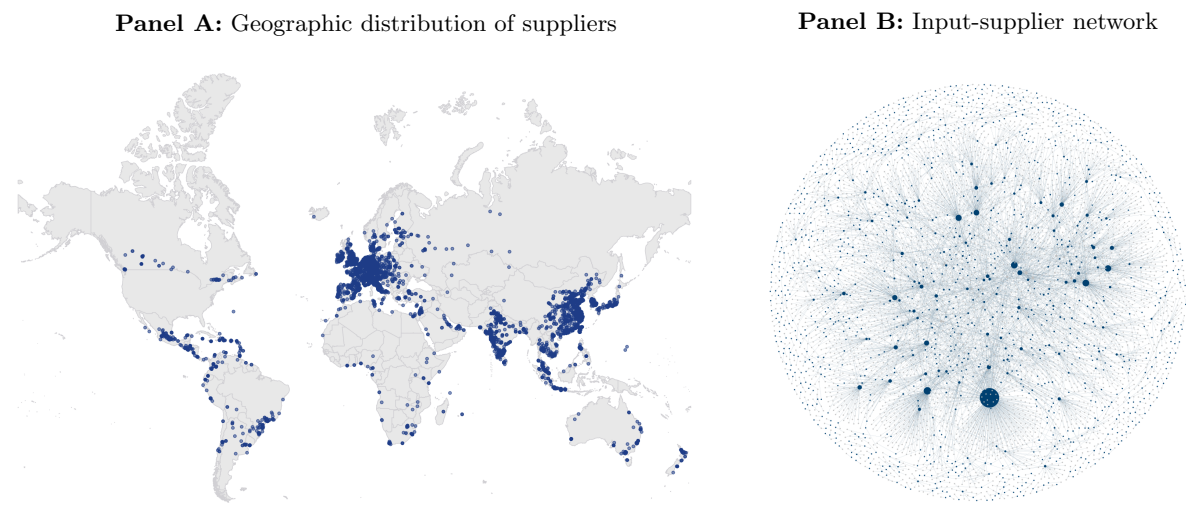 Panel A: Geographic distribution of suppliers
Panel B: Input-supplier network